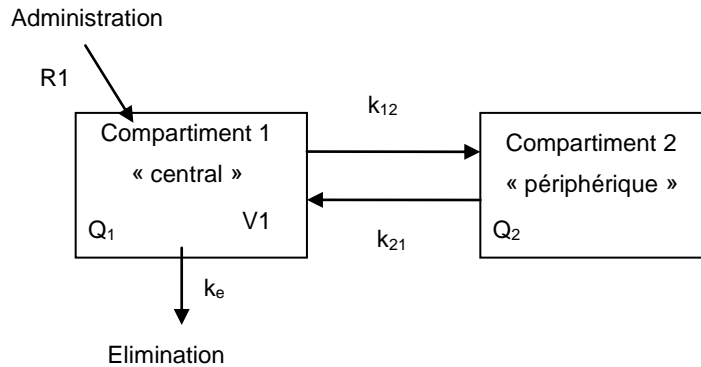 Administration
R1
k12
Compartiment 1
« central »
Q1
V1
Compartiment 2
« périphérique »
Q2
k21
ke
Elimination